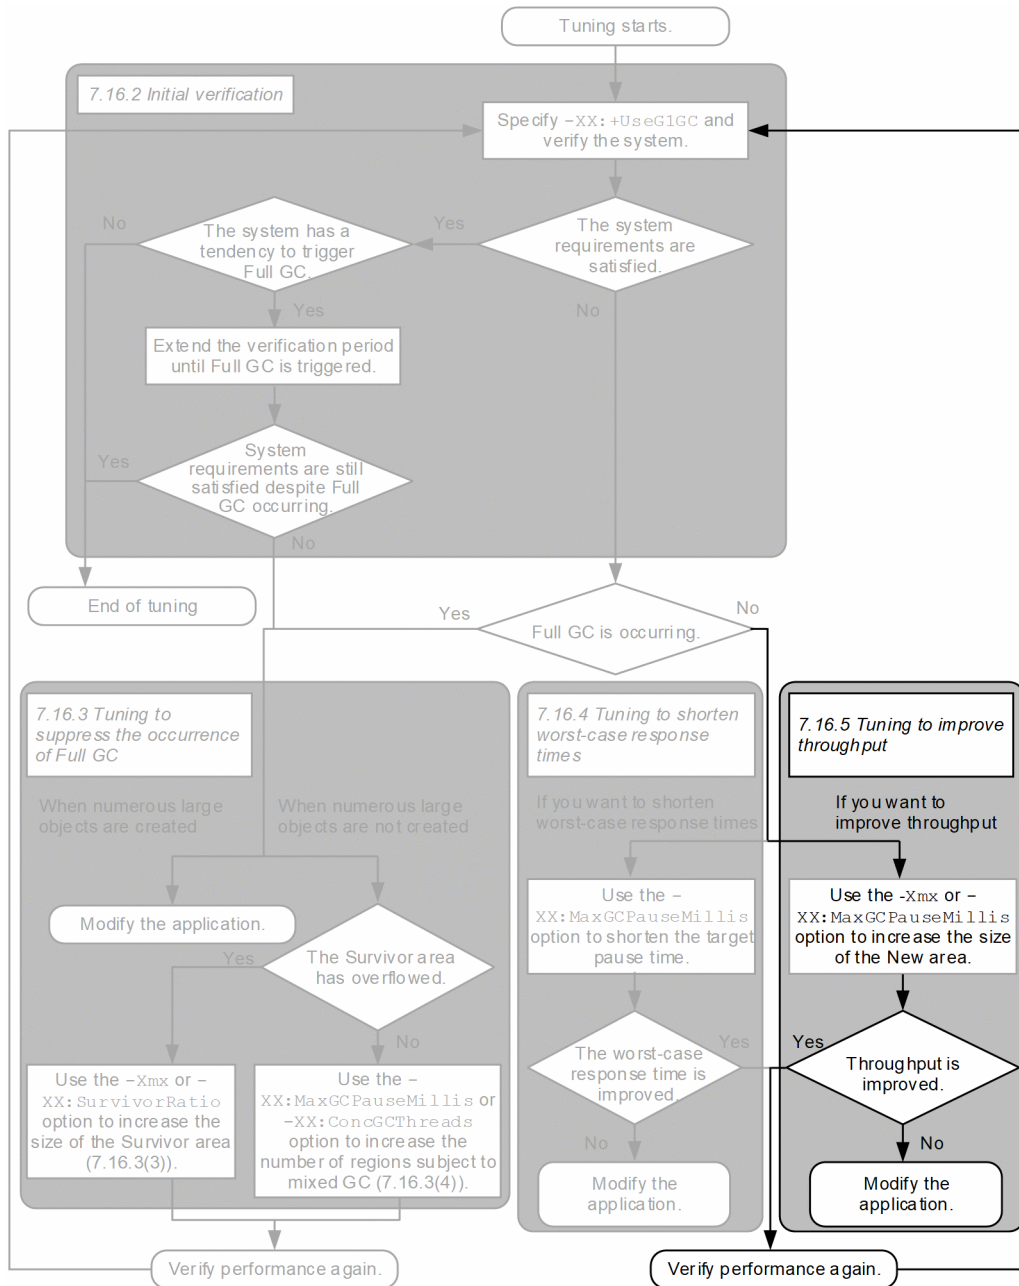 Tuning starts.
7.16.2 Initial verification
Specify –XX:+UseG1GC and
verify the system.
No
The system has a
tendency to trigger
Full GC.
Yes
The system
requirements are
satisfied.
Yes
No
Extend the verification period
until Full GC is triggered.
Yes
System
requirements are still
satisfied despite Full
GC occurring.
No
End of tuning
Yes
Full GC is occurring.
No
7.16.3 Tuning to
suppress the occurrence
of Full GC
When numerous large
objects are created
When numerous large
objects are not created
Modify the application.
Yes
The Survivor area
has overflowed.
No
Use the –Xmx or –
XX:SurvivorRatio
option to increase the
size of the Survivor area
(7.16.3(3)).
Use the –
XX:MaxGCPauseMillis or
–XX:ConcGCThreads
option to increase the
number of regions subject to
mixed GC (7.16.3(4)).
Verify performance again.
7.16.4 Tuning to shorten
worst-case response
times
If you want to shorten
worst-case response times
Use the –
XX:MaxGCPauseMillis
option to shorten the target
pause time.
The worst-case
response time is
improved.
Yes
No
Modify the
application.
7.16.5 Tuning to improve
throughput
If you want to
improve throughput
Use the -Xmx or –
XX:MaxGCPauseMillis
option to increase the size
of the New area.
Yes
Throughput is
improved.
No
Modify the
application.
Verify performance again.